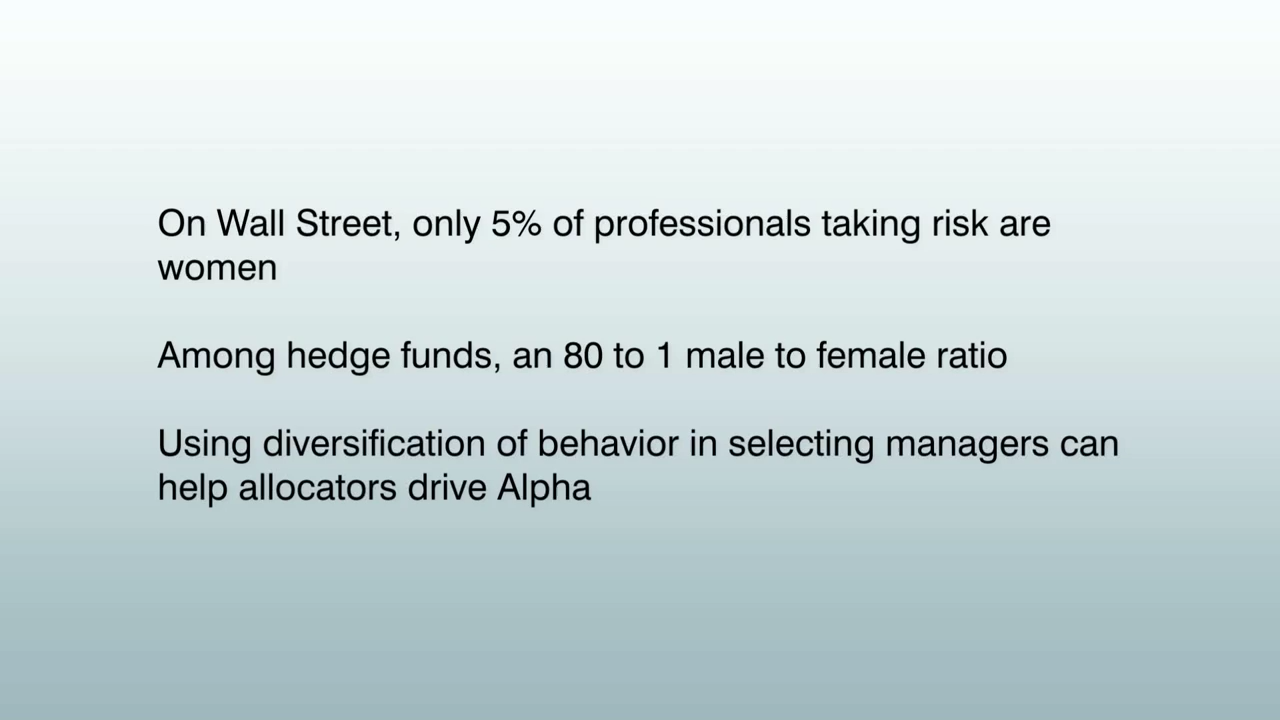 On Wall Street, only 5% of professionals taking risk are
women
Among hedge funds, an 80 to 1 male to female ratio
Using diversification of behavior in selecting managers can
help allocators drive Alpha